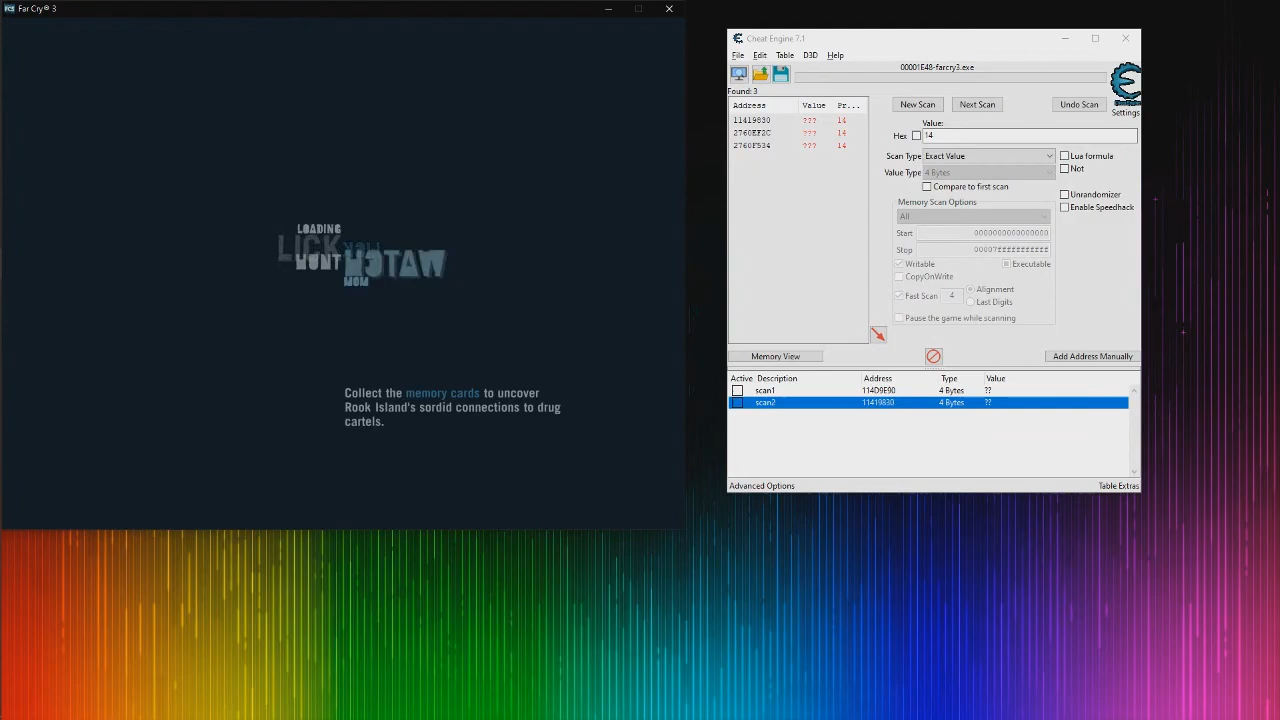 Far Cry® 3
LOADING
LICK
HUNT
WATCH
MOM
Collect the memory cards to uncover
Rook Island's sordid connections to drug
cartels.
Cheat Engine 7.1
File Edit Table D3D Help
00001E48-farcry3.exe
Found: 3
Address Value Pr...
11419830 ??? 14
2760EF2C ??? 14
2760F534 ??? 14
New Scan Next Scan Undo Scan
Settings
Value:
Hex 14
Scan Type Exact Value
Lua formula
Value Type 4 Bytes
Not
Compare to first scan
Memory Scan Options
Unrandomizer
All
Enable Speedhack
Start 0000000000000000
Stop 00007fffffffffff
Writable Executable
CopyOnWrite
Fast Scan 4 Alignment
Last Digits
Pause the game while scanning
Memory View Add Address Manually
Active Description Address Type Value
scan1 114D9E90 4 Bytes ??
scan2 11419830 4 Bytes ??
Advanced Options Table Extras